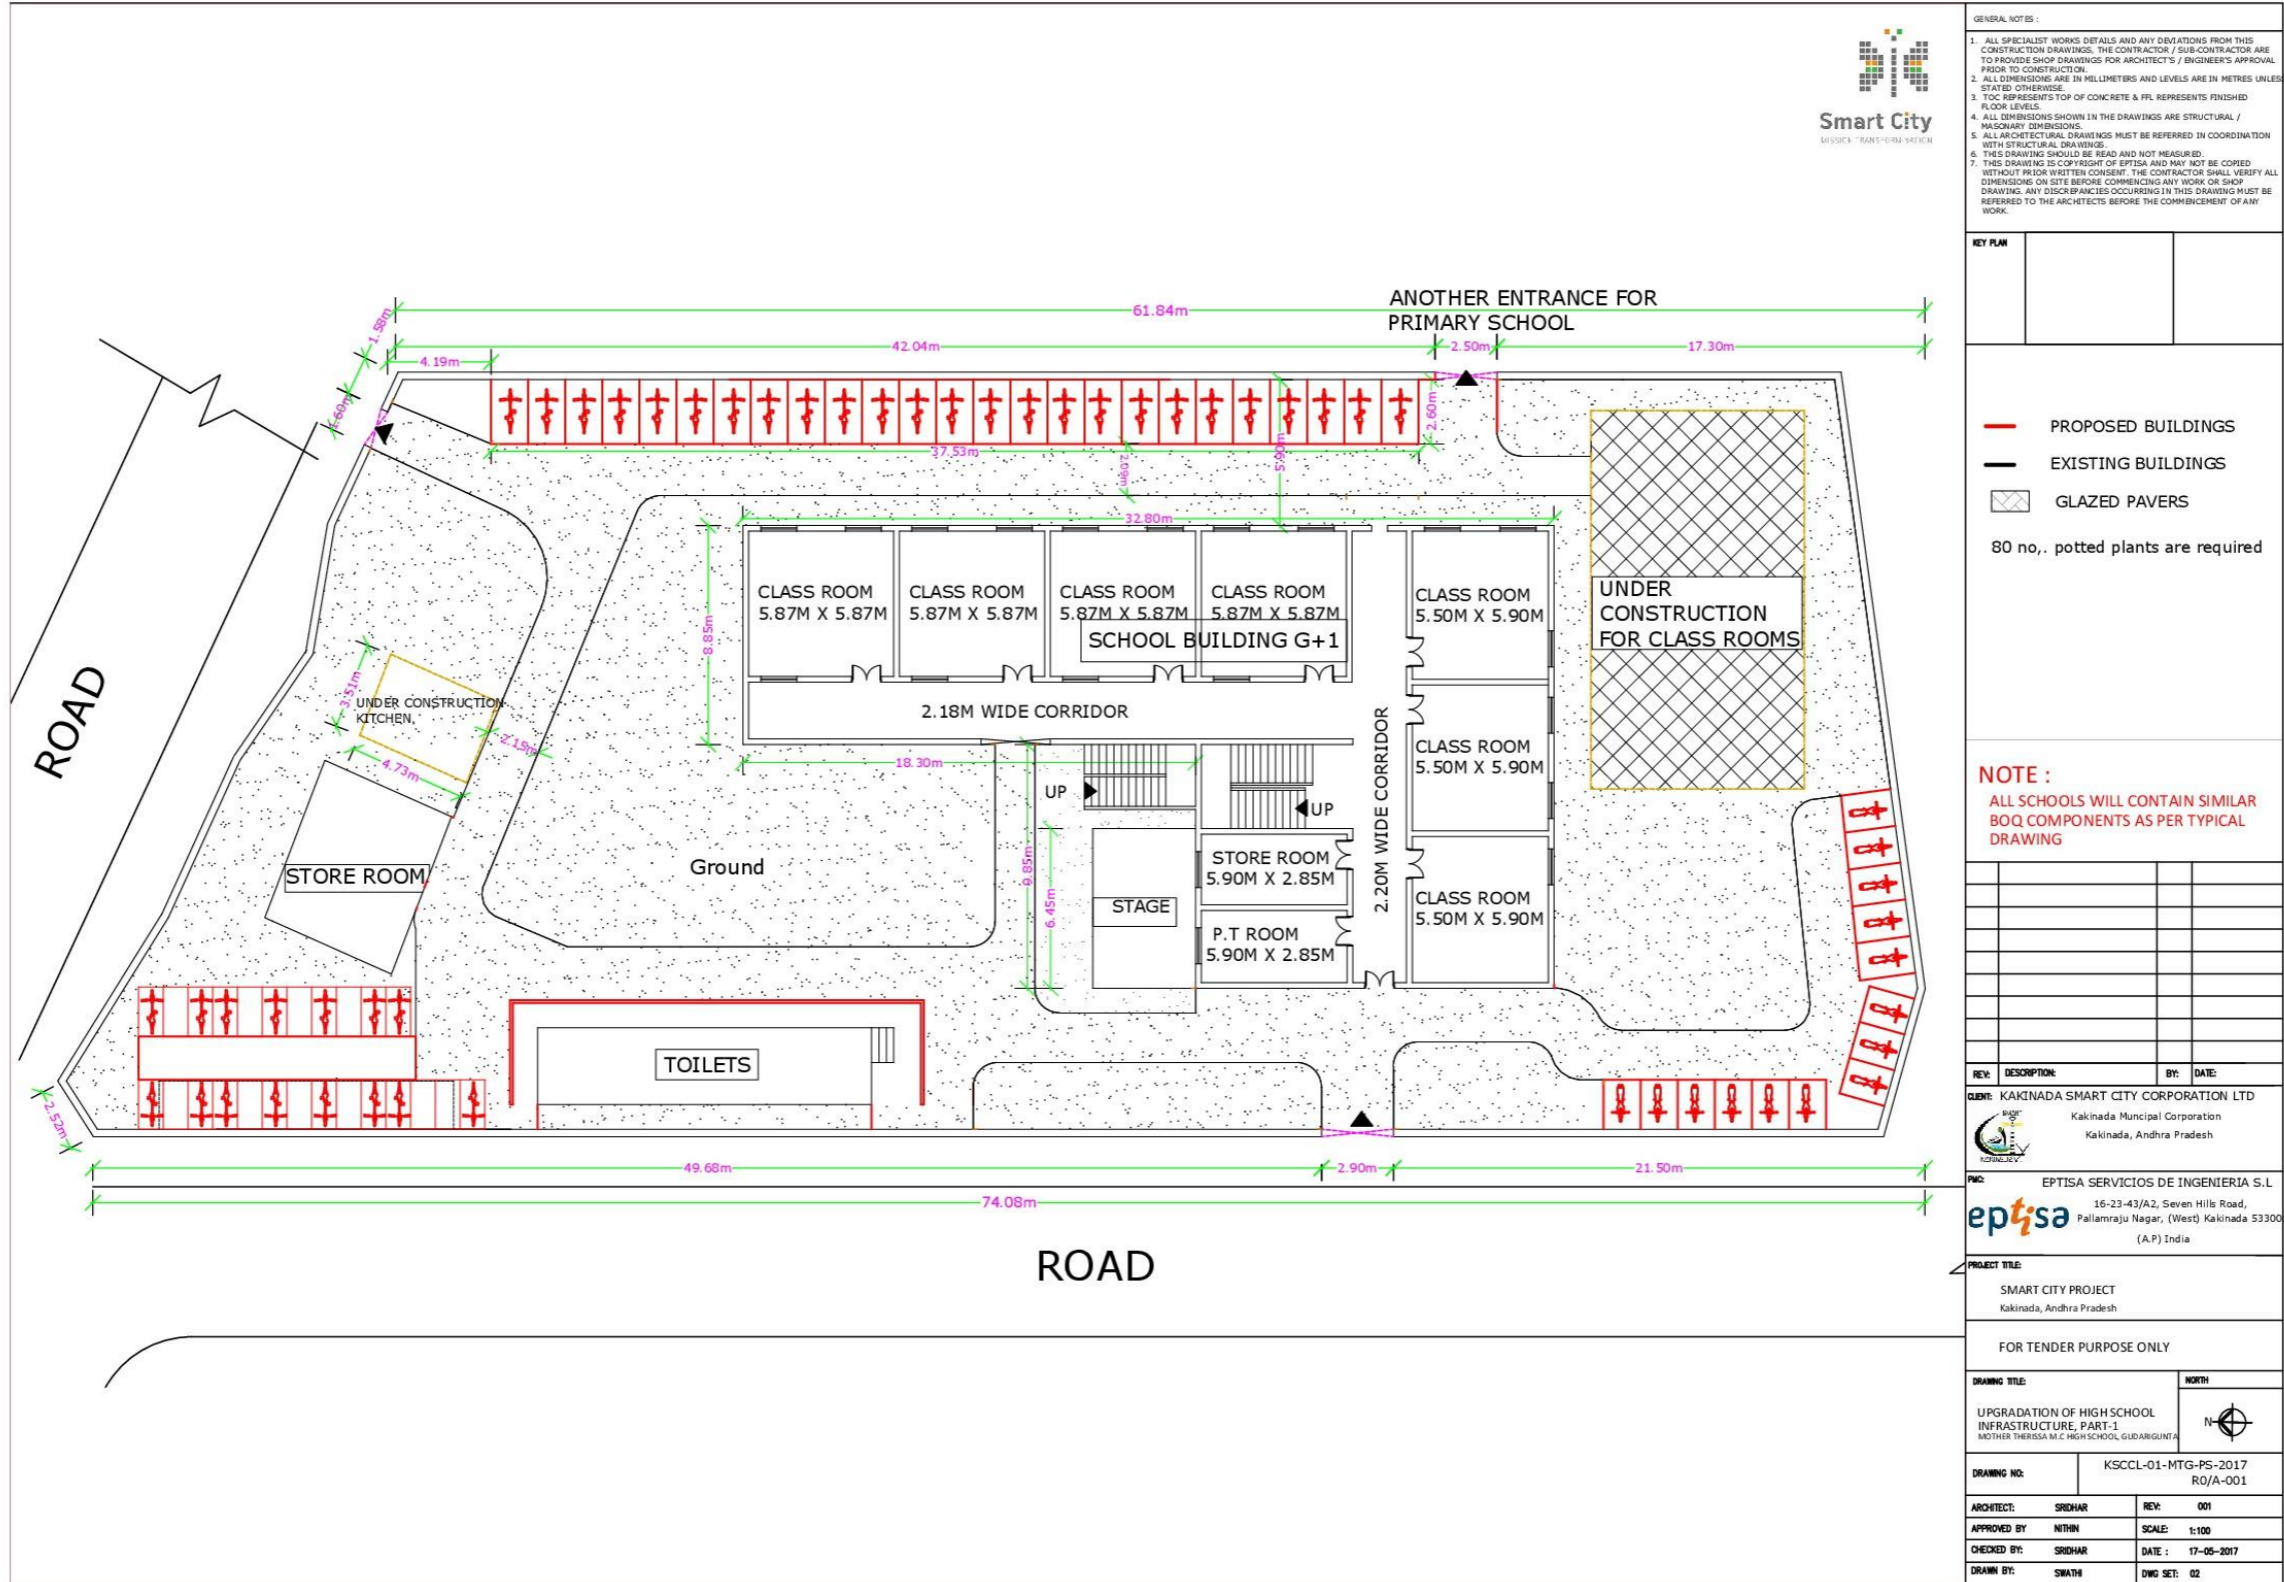 GENERAL NOTES :
1. ALL SPECIALIST WORKS DETAILS AND ANY DEVIATIONS FROM THIS
CONSTRUCTION DRAWINGS, THE CONTRACTOR / SUB-CONTRACTOR ARE
TO PROVIDE SHOP DRAWINGS FOR ARCHITECT'S / ENGINEER'S APPROVAL
PRIOR TO CONSTRUCTION.
2. ALL DIMENSIONS ARE IN MILLIMETERS AND LEVELS ARE IN METRES UNLESS
STATED OTHERWISE.
3. TOC REPRESENTS TOP OF CONCRETE & FFL REPRESENTS FINISHED
FLOOR LEVELS.
4. ALL DIMENSIONS SHOWN IN THE DRAWINGS ARE STRUCTURAL /
MASONARY DIMENSIONS.
5. ALL ARCHITECTURAL DRAWINGS MUST BE REFERRED IN COORDINATION
WITH STRUCTURAL DRAWINGS.
6. THIS DRAWING SHOULD BE READ AND NOT MEASURED.
7. THIS DRAWING IS COPYRIGHT OF EPTISA AND MAY NOT BE COPIED
WITHOUT PRIOR WRITTEN CONSENT. THE CONTRACTOR SHALL VERIFY ALL
DIMENSIONS ON SITE BEFORE COMMENCING ANY WORK OR SHOP
DRAWING. ANY DISCREPANCIES OCCURRING IN THIS DRAWING MUST BE
REFERRED TO THE ARCHITECTS BEFORE THE COMMENCEMENT OF ANY
WORK.
Smart City
KEY PLAN
ANOTHER ENTRANCE FOR
PRIMARY SCHOOL
61.84m
1.58m
42.04m
2.50m
17.30m
4.19m
1.60m
2.60m
37.53m
2.09m
5.90m
32.80m
8.85m
PROPOSED BUILDINGS
EXISTING BUILDINGS
GLAZED PAVERS
80 no,. potted plants are required
CLASS ROOM
5.87M X 5.87M
CLASS ROOM
5.87M X 5.87M
CLASS ROOM
5.87M X 5.87M
CLASS ROOM
5.87M X 5.87M
SCHOOL BUILDING G+1
CLASS ROOM
5.50M X 5.90M
UNDER
CONSTRUCTION
FOR CLASS ROOMS
ROAD
3.51m
UNDER CONSTRUCTION
KITCHEN,
2.15m
4.73m
2.18M WIDE CORRIDOR
2.20M WIDE CORRIDOR
CLASS ROOM
5.50M X 5.90M
18.30m
UP
UP
STORE ROOM
Ground
9.85m
6.45m
STAGE
STORE ROOM
5.90M X 2.85M
P.T ROOM
5.90M X 2.85M
CLASS ROOM
5.50M X 5.90M
NOTE :
ALL SCHOOLS WILL CONTAIN SIMILAR
BOQ COMPONENTS AS PER TYPICAL
DRAWING
TOILETS
2.52m
49.68m
2.90m
21.50m
74.08m
ROAD
REV: DESCRIPTION: BY: DATE:
CLIENT: KAKINADA SMART CITY CORPORATION LTD
Kakinada Muncipal Corporation
Kakinada, Andhra Pradesh
PMC: EPTISA SERVICIOS DE INGENIERIA S.L
eptisa
16-23-43/A2, Seven Hills Road,
Pallamraju Nagar, (West) Kakinada 53300
(A.P) India
PROJECT TITLE:
SMART CITY PROJECT
Kakinada, Andhra Pradesh
FOR TENDER PURPOSE ONLY
DRAWING TITLE:
NORTH
UPGRADATION OF HIGH SCHOOL
INFRASTRUCTURE, PART-1
MOTHER THERISSA M.C HIGH SCHOOL, GUDARIGUNTA
N
DRAWING NO: KSCCL-01-MTG-PS-2017
R0/A-001
ARCHITECT: SRIDHAR REV: 001
APPROVED BY NITHIN SCALE: 1:100
CHECKED BY: SRIDHAR DATE : 17-05-2017
DRAWN BY: SWATHI DWG SET: 02